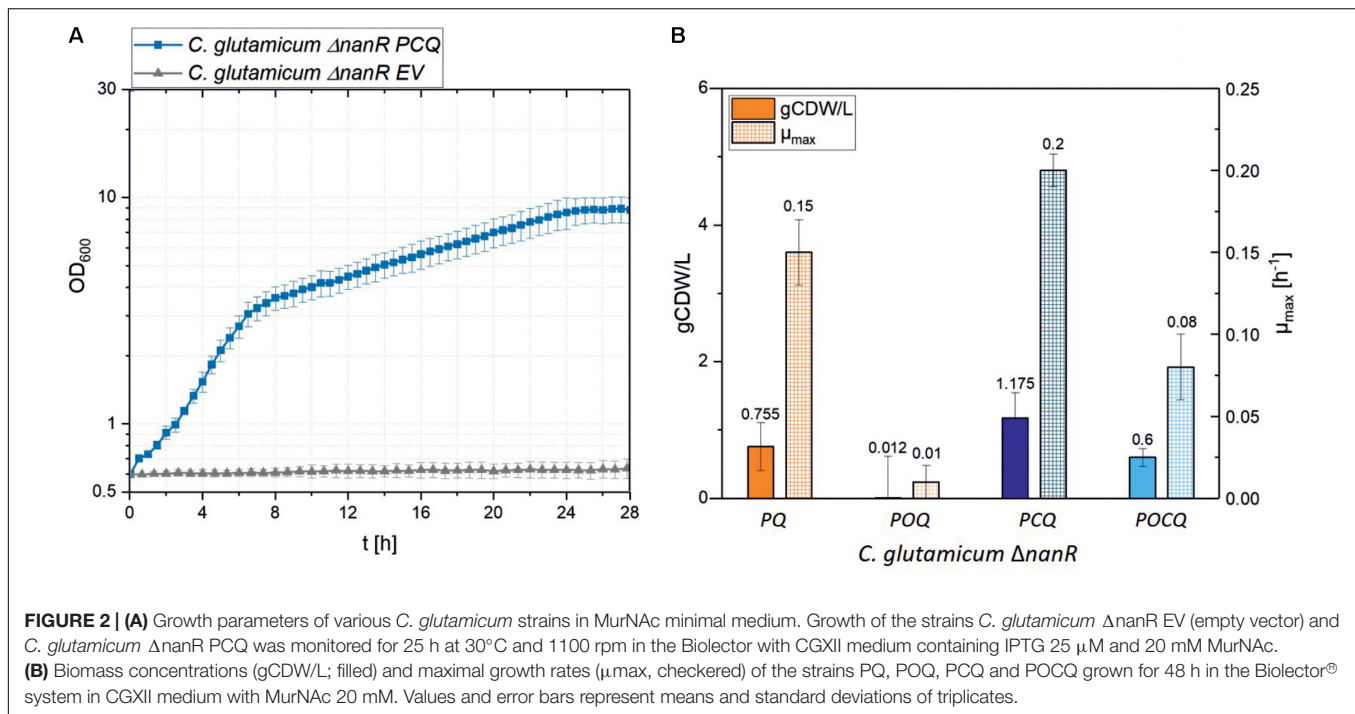 A
C. glutamicum ΔnanR PCQ
C. glutamicum ΔnanR EV
30
10
1
0.5
OD600
0 4 8 12 16 20 24 28
t [h]
B
gCDW/L
μmax
6
4
2
0
gCDW/L
0.25
0.20
0.15
0.10
0.05
0.00
μmax [h-1]
0.755
0.15
0.012
0.01
1.175
0.2
0.6
0.08
PQ POQ PCQ POCQ
C. glutamicum ΔnanR
FIGURE 2 | (A) Growth parameters of various C. glutamicum strains in MurNAc minimal medium. Growth of the strains C. glutamicum ΔnanR EV (empty vector) and
C. glutamicum ΔnanR PCQ was monitored for 25 h at 30°C and 1100 rpm in the Biolector with CGXII medium containing IPTG 25 μM and 20 mM MurNAc.
(B) Biomass concentrations (gCDW/L; filled) and maximal growth rates (μmax, checkered) of the strains PQ, POQ, PCQ and POCQ grown for 48 h in the Biolector®
system in CGXII medium with MurNAc 20 mM. Values and error bars represent means and standard deviations of triplicates.